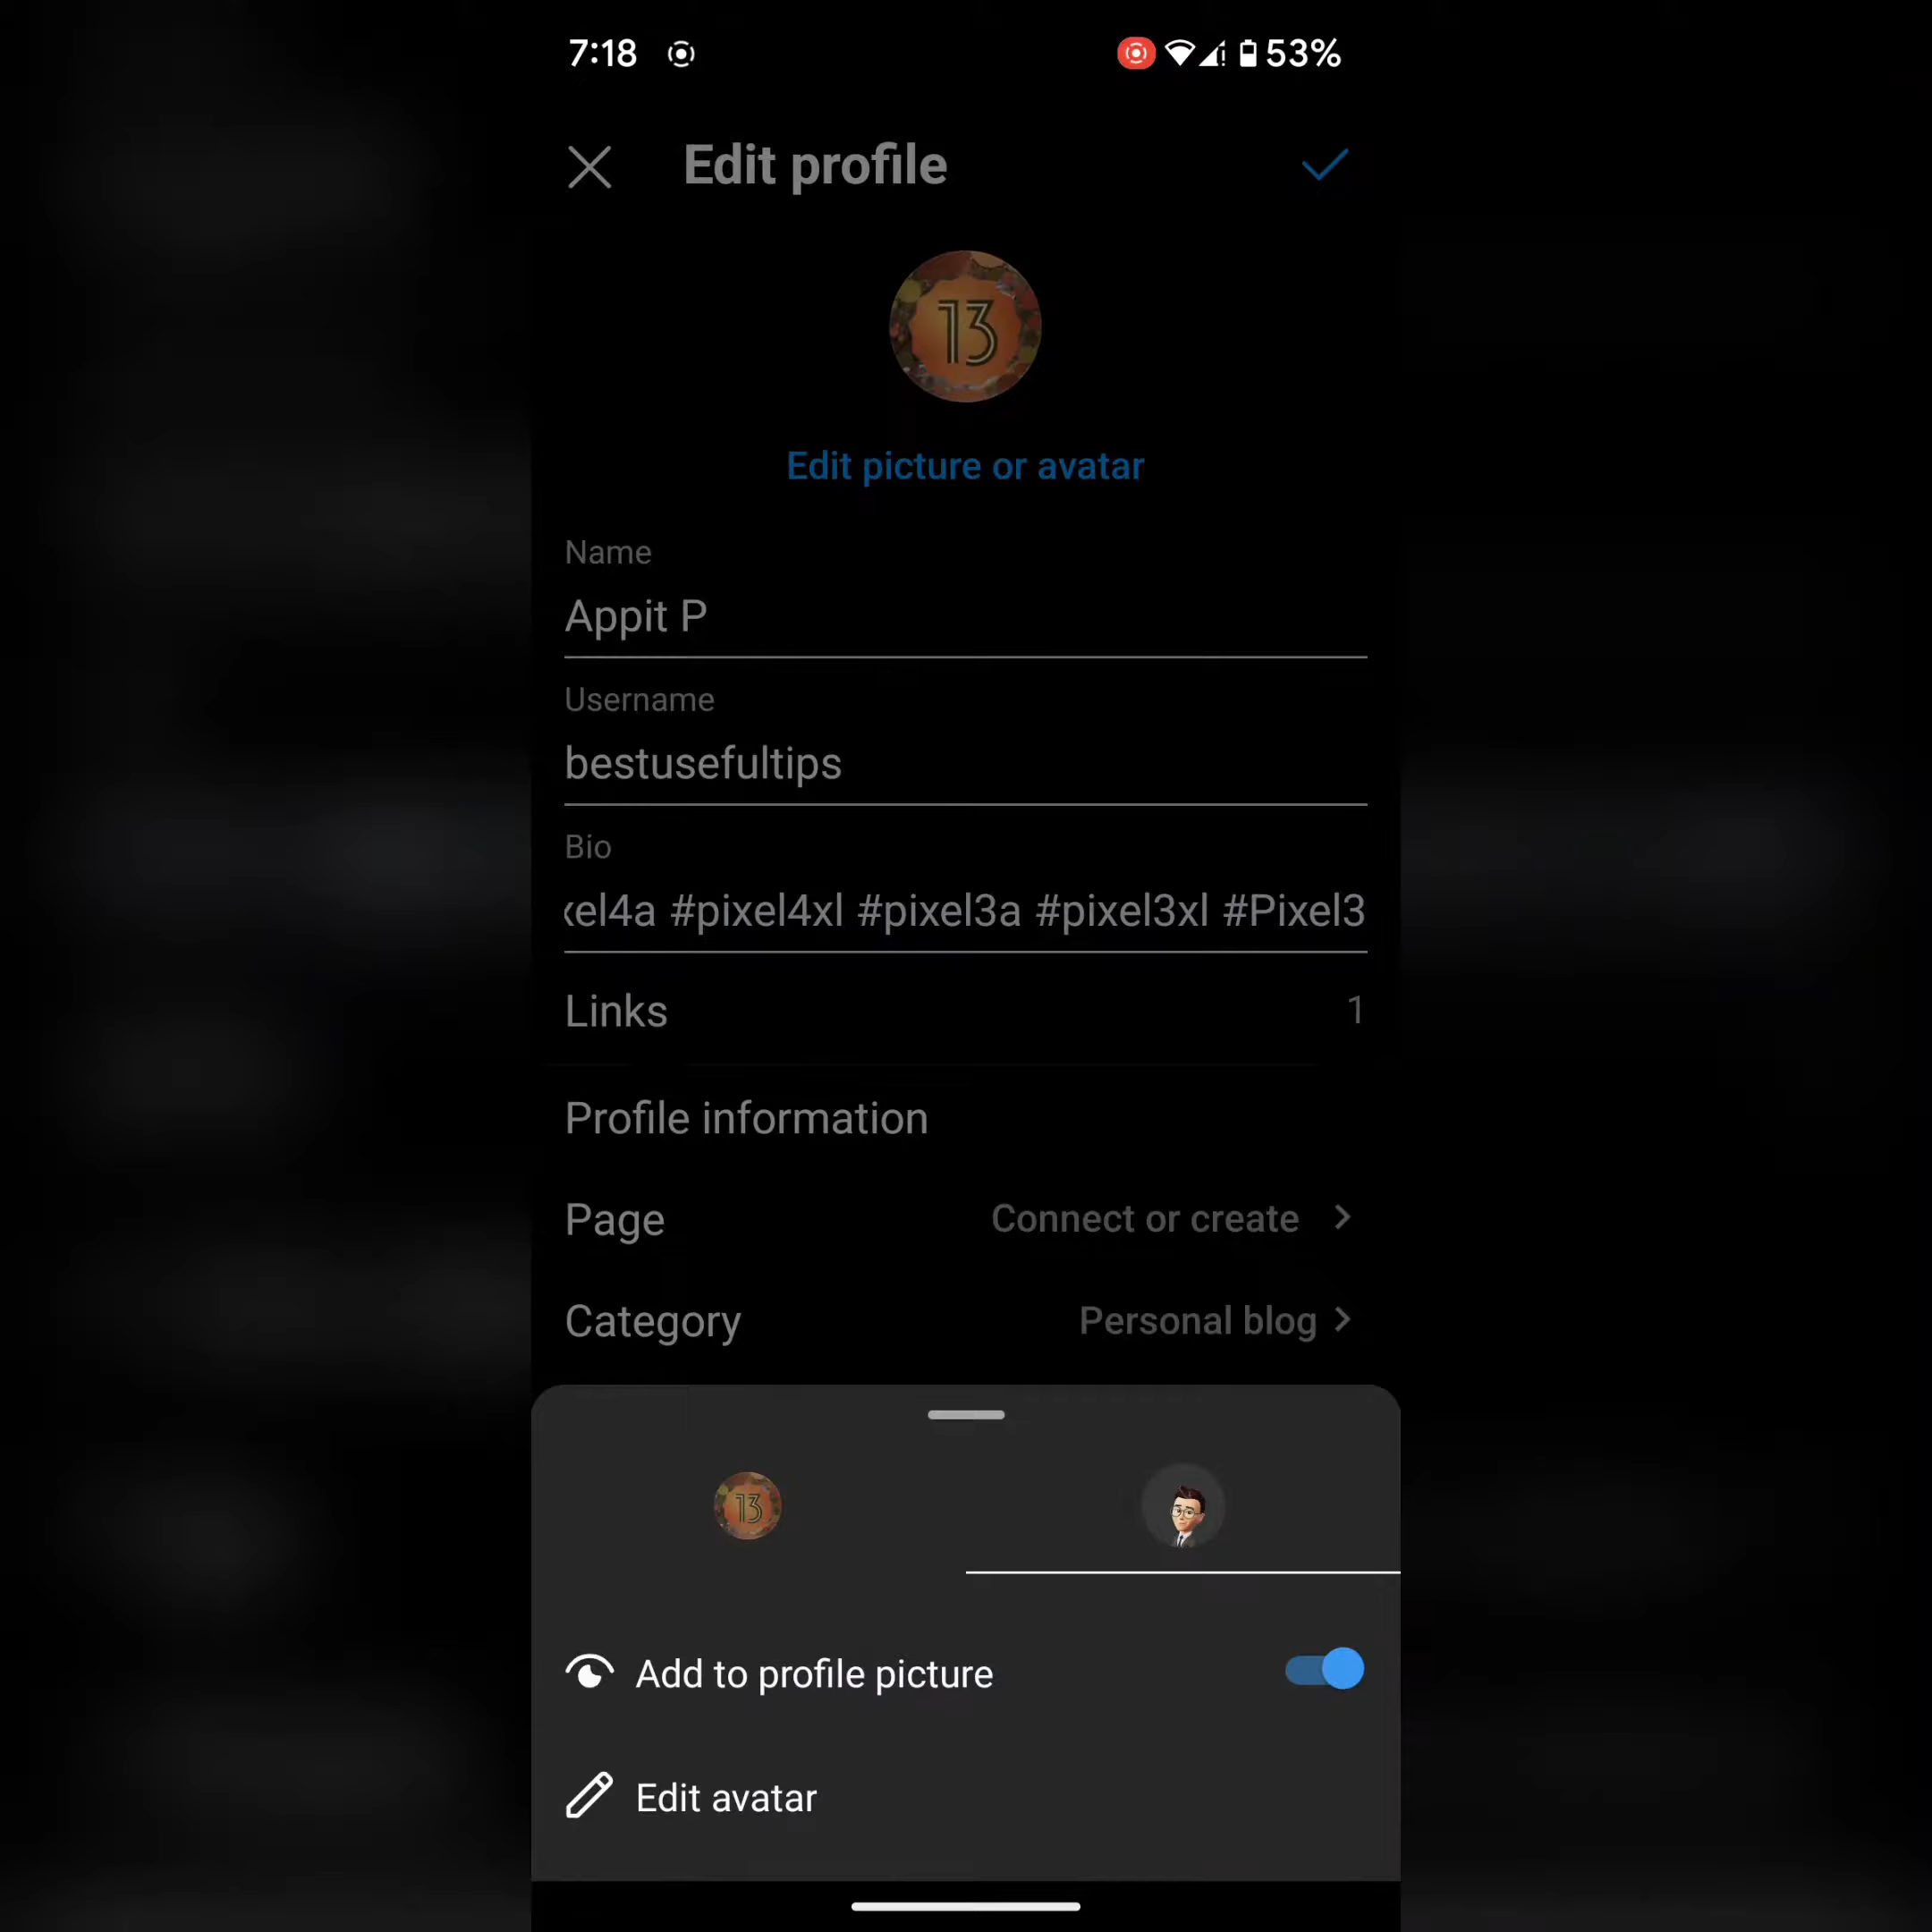 7:18 53%
Edit profile
13
Edit picture or avatar
Name
Appit P
Username
bestusefultips
Bio
xel4a #pixel4xl #pixel3a #pixel3xl #Pixel3
Links 1
Profile information
Page Connect or create
Category Personal blog
13
Add to profile picture
Edit avatar